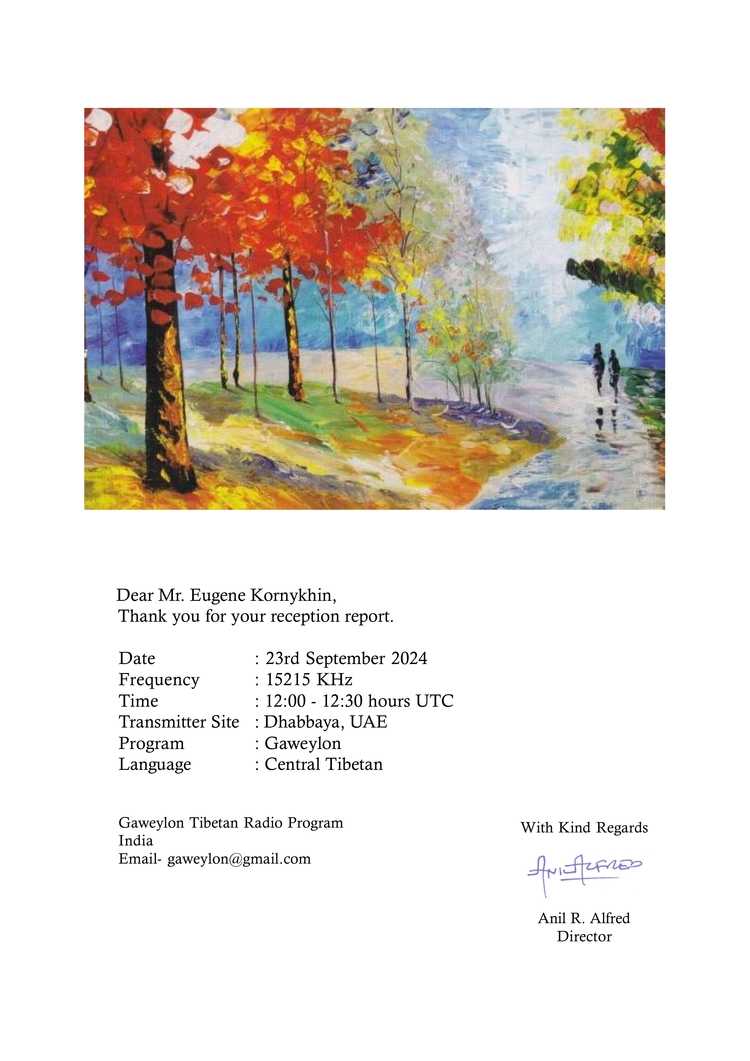 Dear Mr. Eugene Kornykhin,
Thank you for your reception report.
Date : 23rd September 2024
Frequency : 15215 KHz
Time : 12:00 - 12:30 hours UTC
Transmitter Site : Dhabbaya, UAE
Program : Gaweylon
Language : Central Tibetan
Gaweylon Tibetan Radio Program
India
Email- gaweylon@gmail.com
With Kind Regards
Anil Alfred
Anil R. Alfred
Director